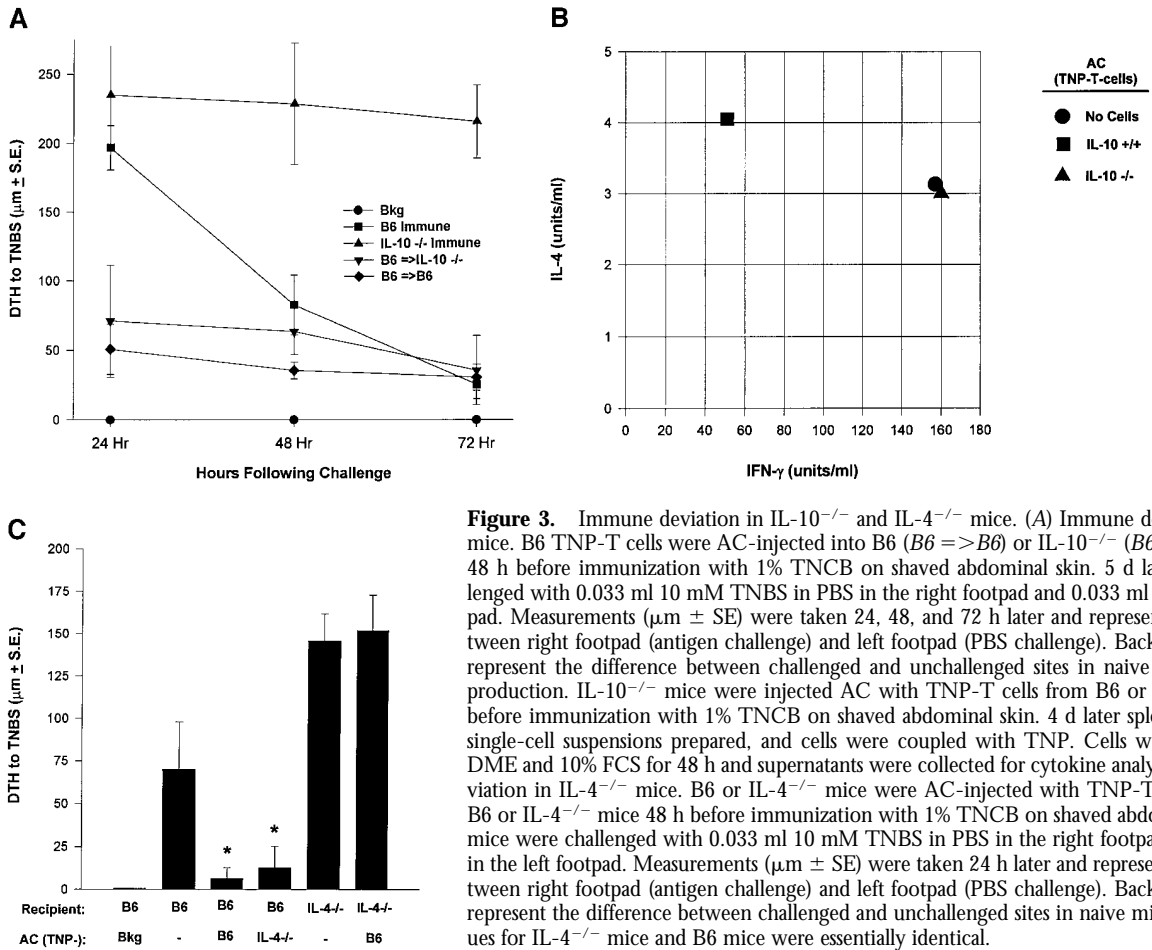 A
DTH to TNBS (µm ± S.E.)
250
200
150
100
50
0
Bkg
B6 Immune
IL-10 -/- Immune
B6 =>IL-10 -/-
B6 =>B6
24 Hr
48 Hr
72 Hr
Hours Following Challenge
B
IL-4 (units/ml)
5
4
3
2
1
0
0 20 40 60 80 100 120 140 160 180
IFN-γ (units/ml)
AC
(TNP-T-cells)
No Cells
IL-10 +/+
IL-10 -/-
C
DTH to TNBS (µm ± S.E.)
200
175
150
125
100
75
50
25
0
* *
Recipient: B6 B6 B6 B6 IL-4-/- IL-4-/-
AC (TNP-): Bkg - B6 IL-4-/- - B6
Figure 3. Immune deviation in IL-10−/− and IL-4−/− mice. (A) Immune d
mice. B6 TNP-T cells were AC-injected into B6 (B6 =>B6) or IL-10−/− (B6
48 h before immunization with 1% TNCB on shaved abdominal skin. 5 d la
lenged with 0.033 ml 10 mM TNBS in PBS in the right footpad and 0.033 ml
pad. Measurements (µm ± SE) were taken 24, 48, and 72 h later and represen
tween right footpad (antigen challenge) and left footpad (PBS challenge). Back
represent the difference between challenged and unchallenged sites in naive
production. IL-10−/− mice were injected AC with TNP-T cells from B6 or
before immunization with 1% TNCB on shaved abdominal skin. 4 d later sple
single-cell suspensions prepared, and cells were coupled with TNP. Cells w
DME and 10% FCS for 48 h and supernatants were collected for cytokine analy
viation in IL-4−/− mice. B6 or IL-4−/− mice were AC-injected with TNP-T
B6 or IL-4−/− mice 48 h before immunization with 1% TNCB on shaved abdo
mice were challenged with 0.033 ml 10 mM TNBS in PBS in the right footpa
in the left footpad. Measurements (µm ± SE) were taken 24 h later and represe
tween right footpad (antigen challenge) and left footpad (PBS challenge). Back
represent the difference between challenged and unchallenged sites in naive mi
ues for IL-4−/− mice and B6 mice were essentially identical.